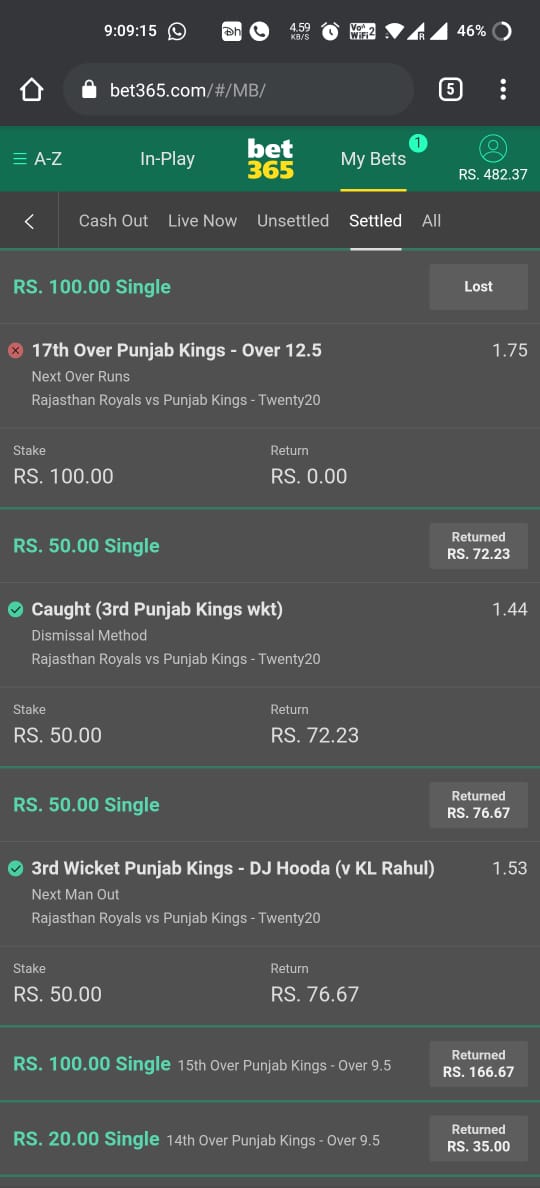 9:09:15 4.59 KB/S Vo^ WiFi2 R 46%
bet365.com/#/MB/ 5
A-Z In-Play bet365 My Bets 1 RS. 482.37
Cash Out Live Now Unsettled Settled All
RS. 100.00 Single Lost
17th Over Punjab Kings - Over 12.5 1.75
Next Over Runs
Rajasthan Royals vs Punjab Kings - Twenty20
Stake Return
RS. 100.00 RS. 0.00
RS. 50.00 Single Returned RS. 72.23
Caught (3rd Punjab Kings wkt) 1.44
Dismissal Method
Rajasthan Royals vs Punjab Kings - Twenty20
Stake Return
RS. 50.00 RS. 72.23
RS. 50.00 Single Returned RS. 76.67
3rd Wicket Punjab Kings - DJ Hooda (v KL Rahul) 1.53
Next Man Out
Rajasthan Royals vs Punjab Kings - Twenty20
Stake Return
RS. 50.00 RS. 76.67
RS. 100.00 Single 15th Over Punjab Kings - Over 9.5 Returned RS. 166.67
RS. 20.00 Single 14th Over Punjab Kings - Over 9.5 Returned RS. 35.00